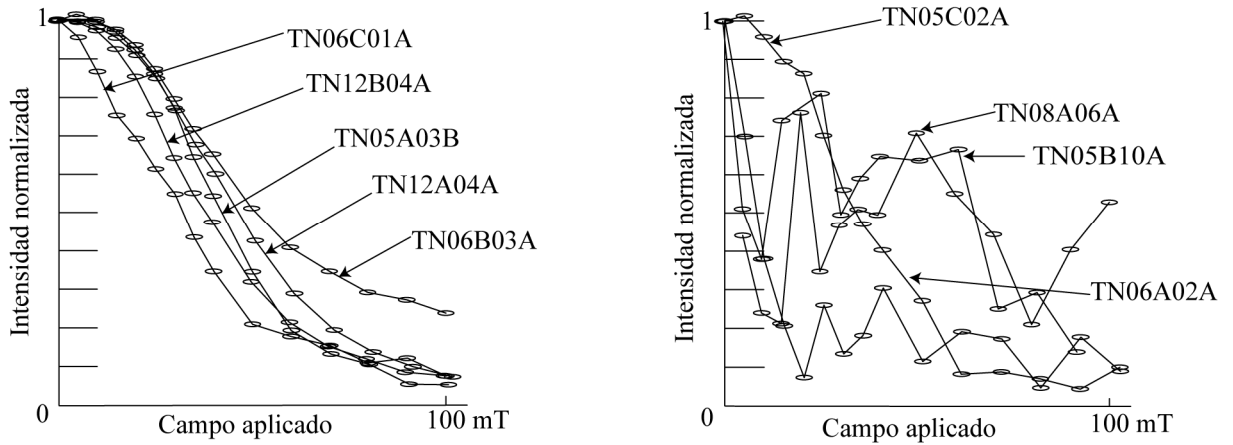 1
TN06C01A
TN12B04A
TN05A03B
TN12A04A
TN06B03A
Intensidad normalizada
0
Campo aplicado
100 mT
1
TN05C02A
TN08A06A
TN05B10A
TN06A02A
Intensidad normalizada
0
Campo aplicado
100 mT